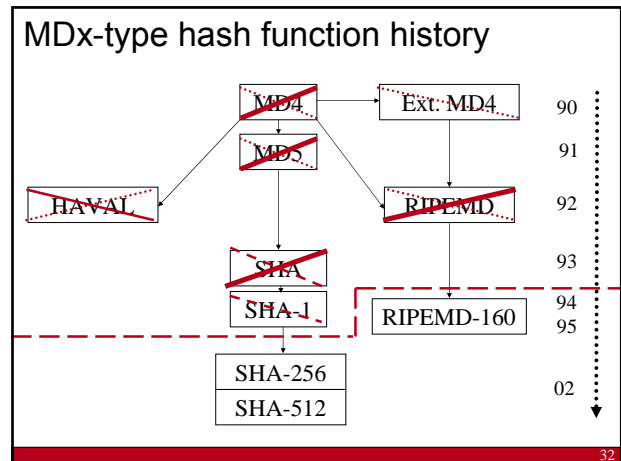 MDx-type hash function history
MD4
Ext. MD4
90
MD5
91
HAVAL
RIPEMD
92
SHA
93
SHA-1
RIPEMD-160
94
95
SHA-256
SHA-512
02
32